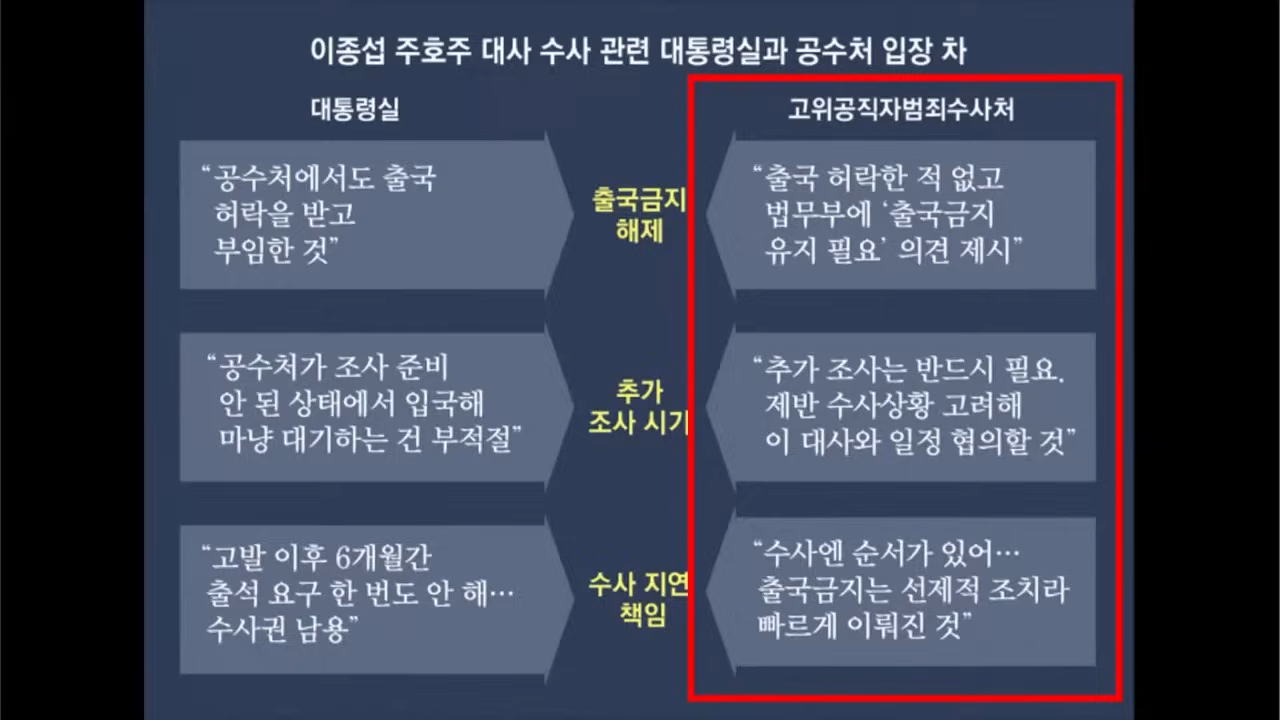 이종섭 주호주 대사 수사 관련 대통령실과 공수처 입장 차
대통령실
고위공직자범죄수사처
“공수처에서도 출국
허락을 받고
부임한 것”
출국금지
해제
“출국 허락한 적 없고
법무부에 ‘출국금지
유지 필요’ 의견 제시”
“공수처가 조사 준비
안 된 상태에서 입국해
마냥 대기하는 건 부적절”
추가
조사 시기
“추가 조사는 반드시 필요.
제반 수사상황 고려해
이 대사와 일정 협의할 것”
“고발 이후 6개월간
출석 요구 한 번도 안 해…
수사권 남용”
수사 지연
책임
“수사엔 순서가 있어…
출국금지는 선제적 조치라
빠르게 이뤄진 것”